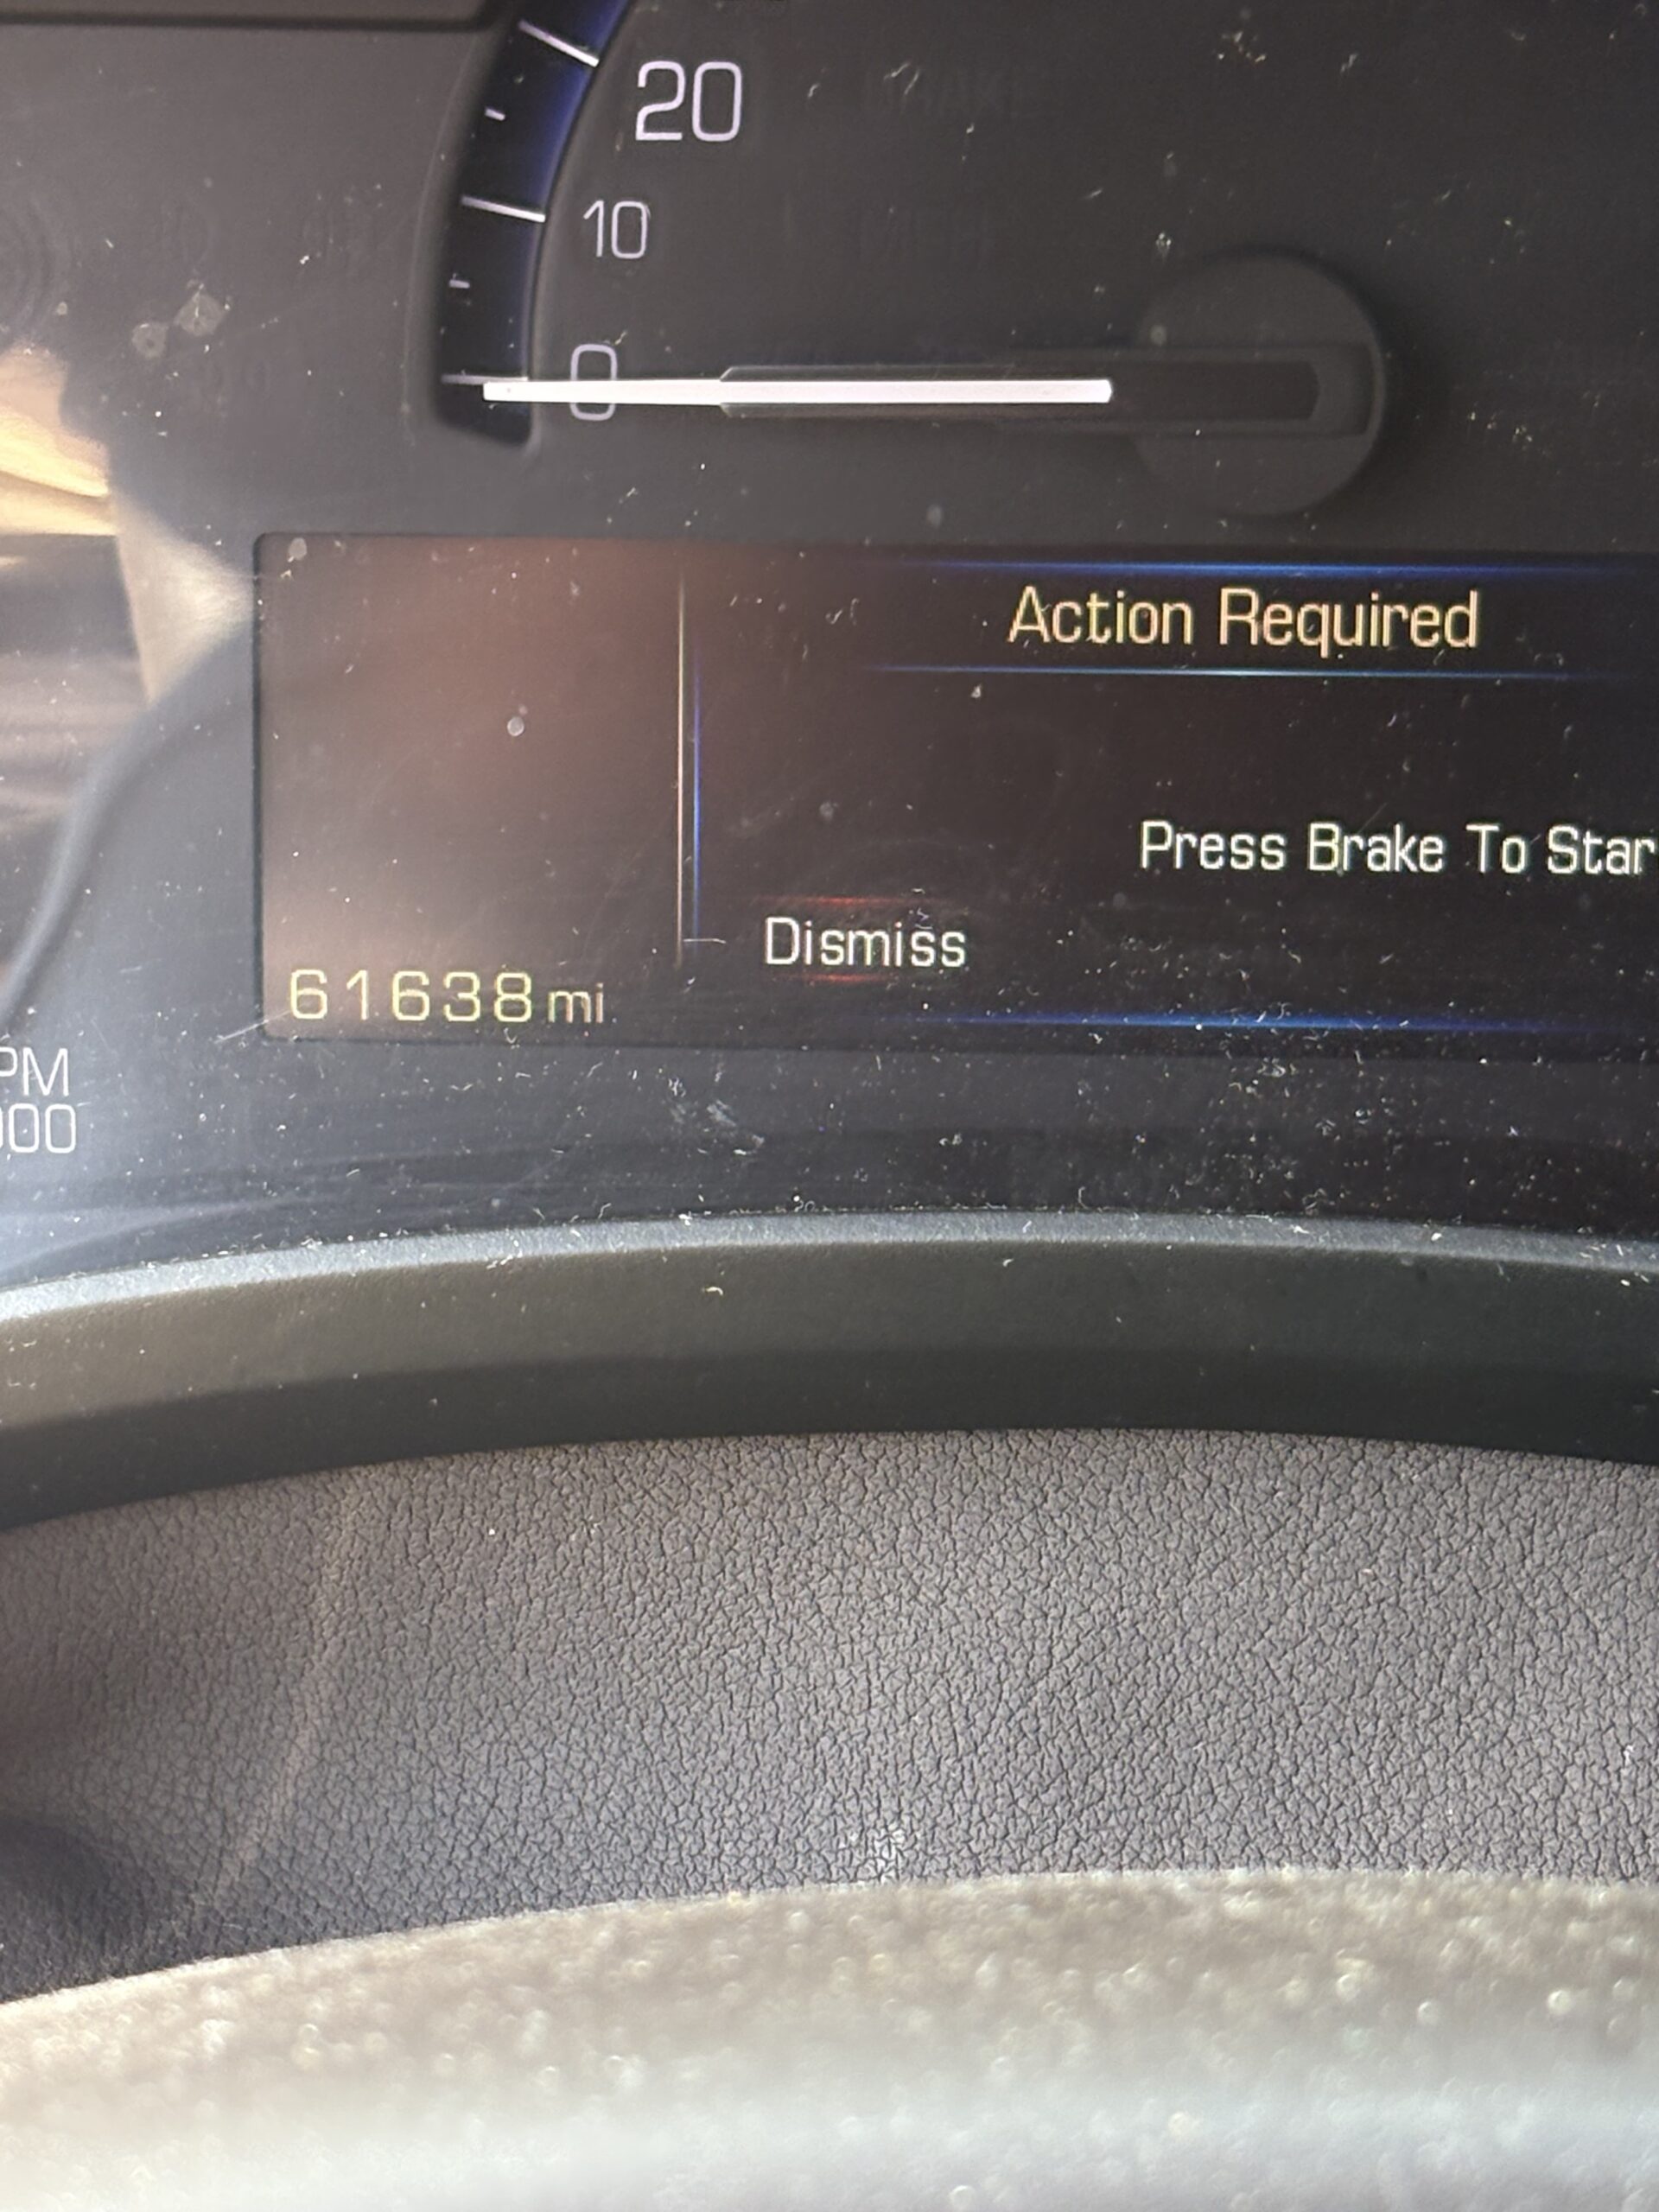 20
10
0
Action Required
Press Brake To Star
Dismiss
61638 mi
PM
000